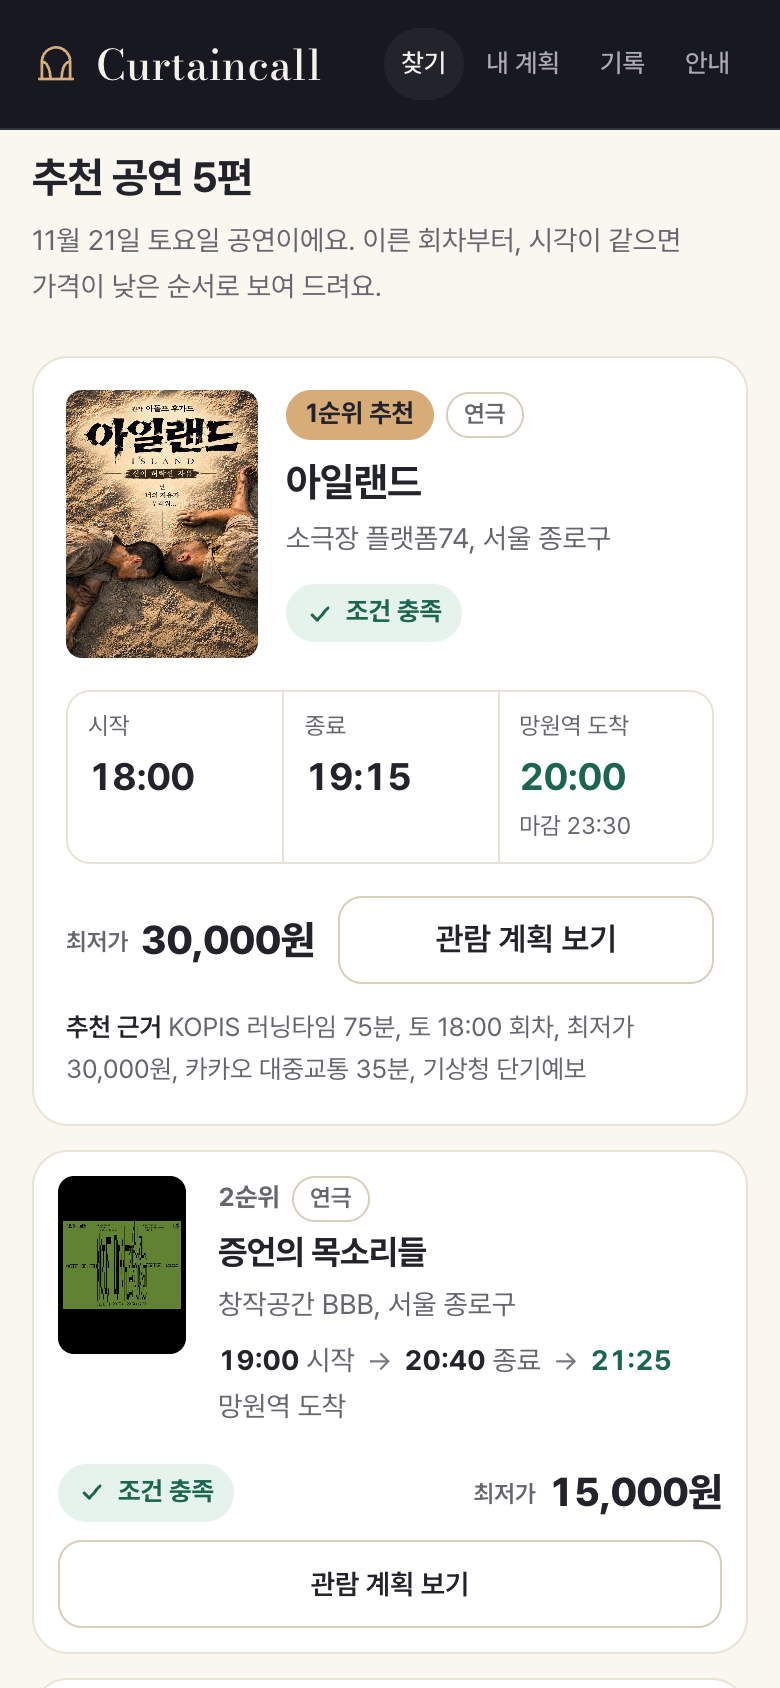 Curtaincall
찾기
내 계획
기록
안내
추천 공연 5편
11월 21일 토요일 공연이에요. 이른 회차부터, 시각이 같으면
가격이 낮은 순서로 보여 드려요.
아일랜드
ISLAND
1순위 추천
연극
아일랜드
소극장 플랫폼74, 서울 종로구
조건 충족
시작
18:00
종료
19:15
망원역 도착
20:00
마감 23:30
최저가 30,000원
관람 계획 보기
추천 근거 KOPIS 러닝타임 75분, 토 18:00 회차, 최저가
30,000원, 카카오 대중교통 35분, 기상청 단기예보
2순위
연극
증언의 목소리들
창작공간 BBB, 서울 종로구
19:00 시작 → 20:40 종료 → 21:25
망원역 도착
조건 충족
최저가 15,000원
관람 계획 보기